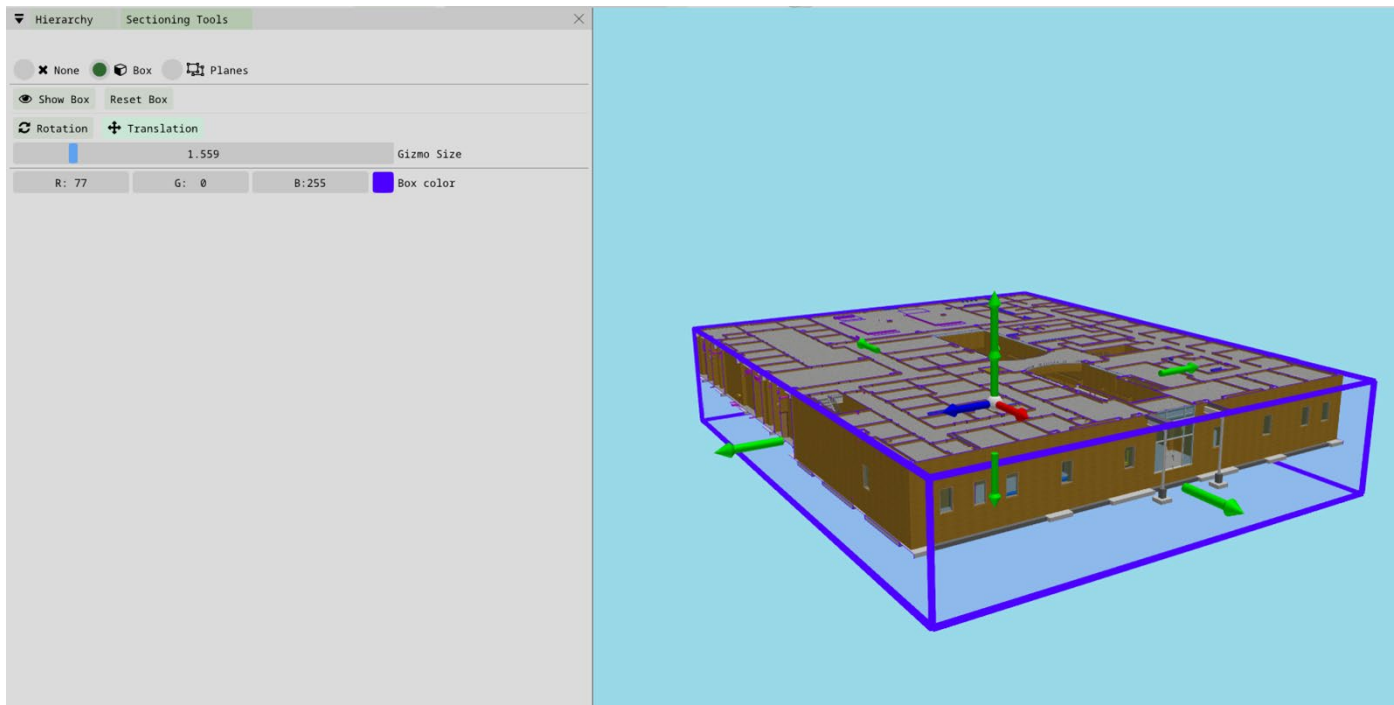 Hierarchy Sectioning Tools
None Box Planes
Show Box Reset Box
Rotation Translation
1.559 Gizmo Size
R: 77 G: 0 B:255 Box color